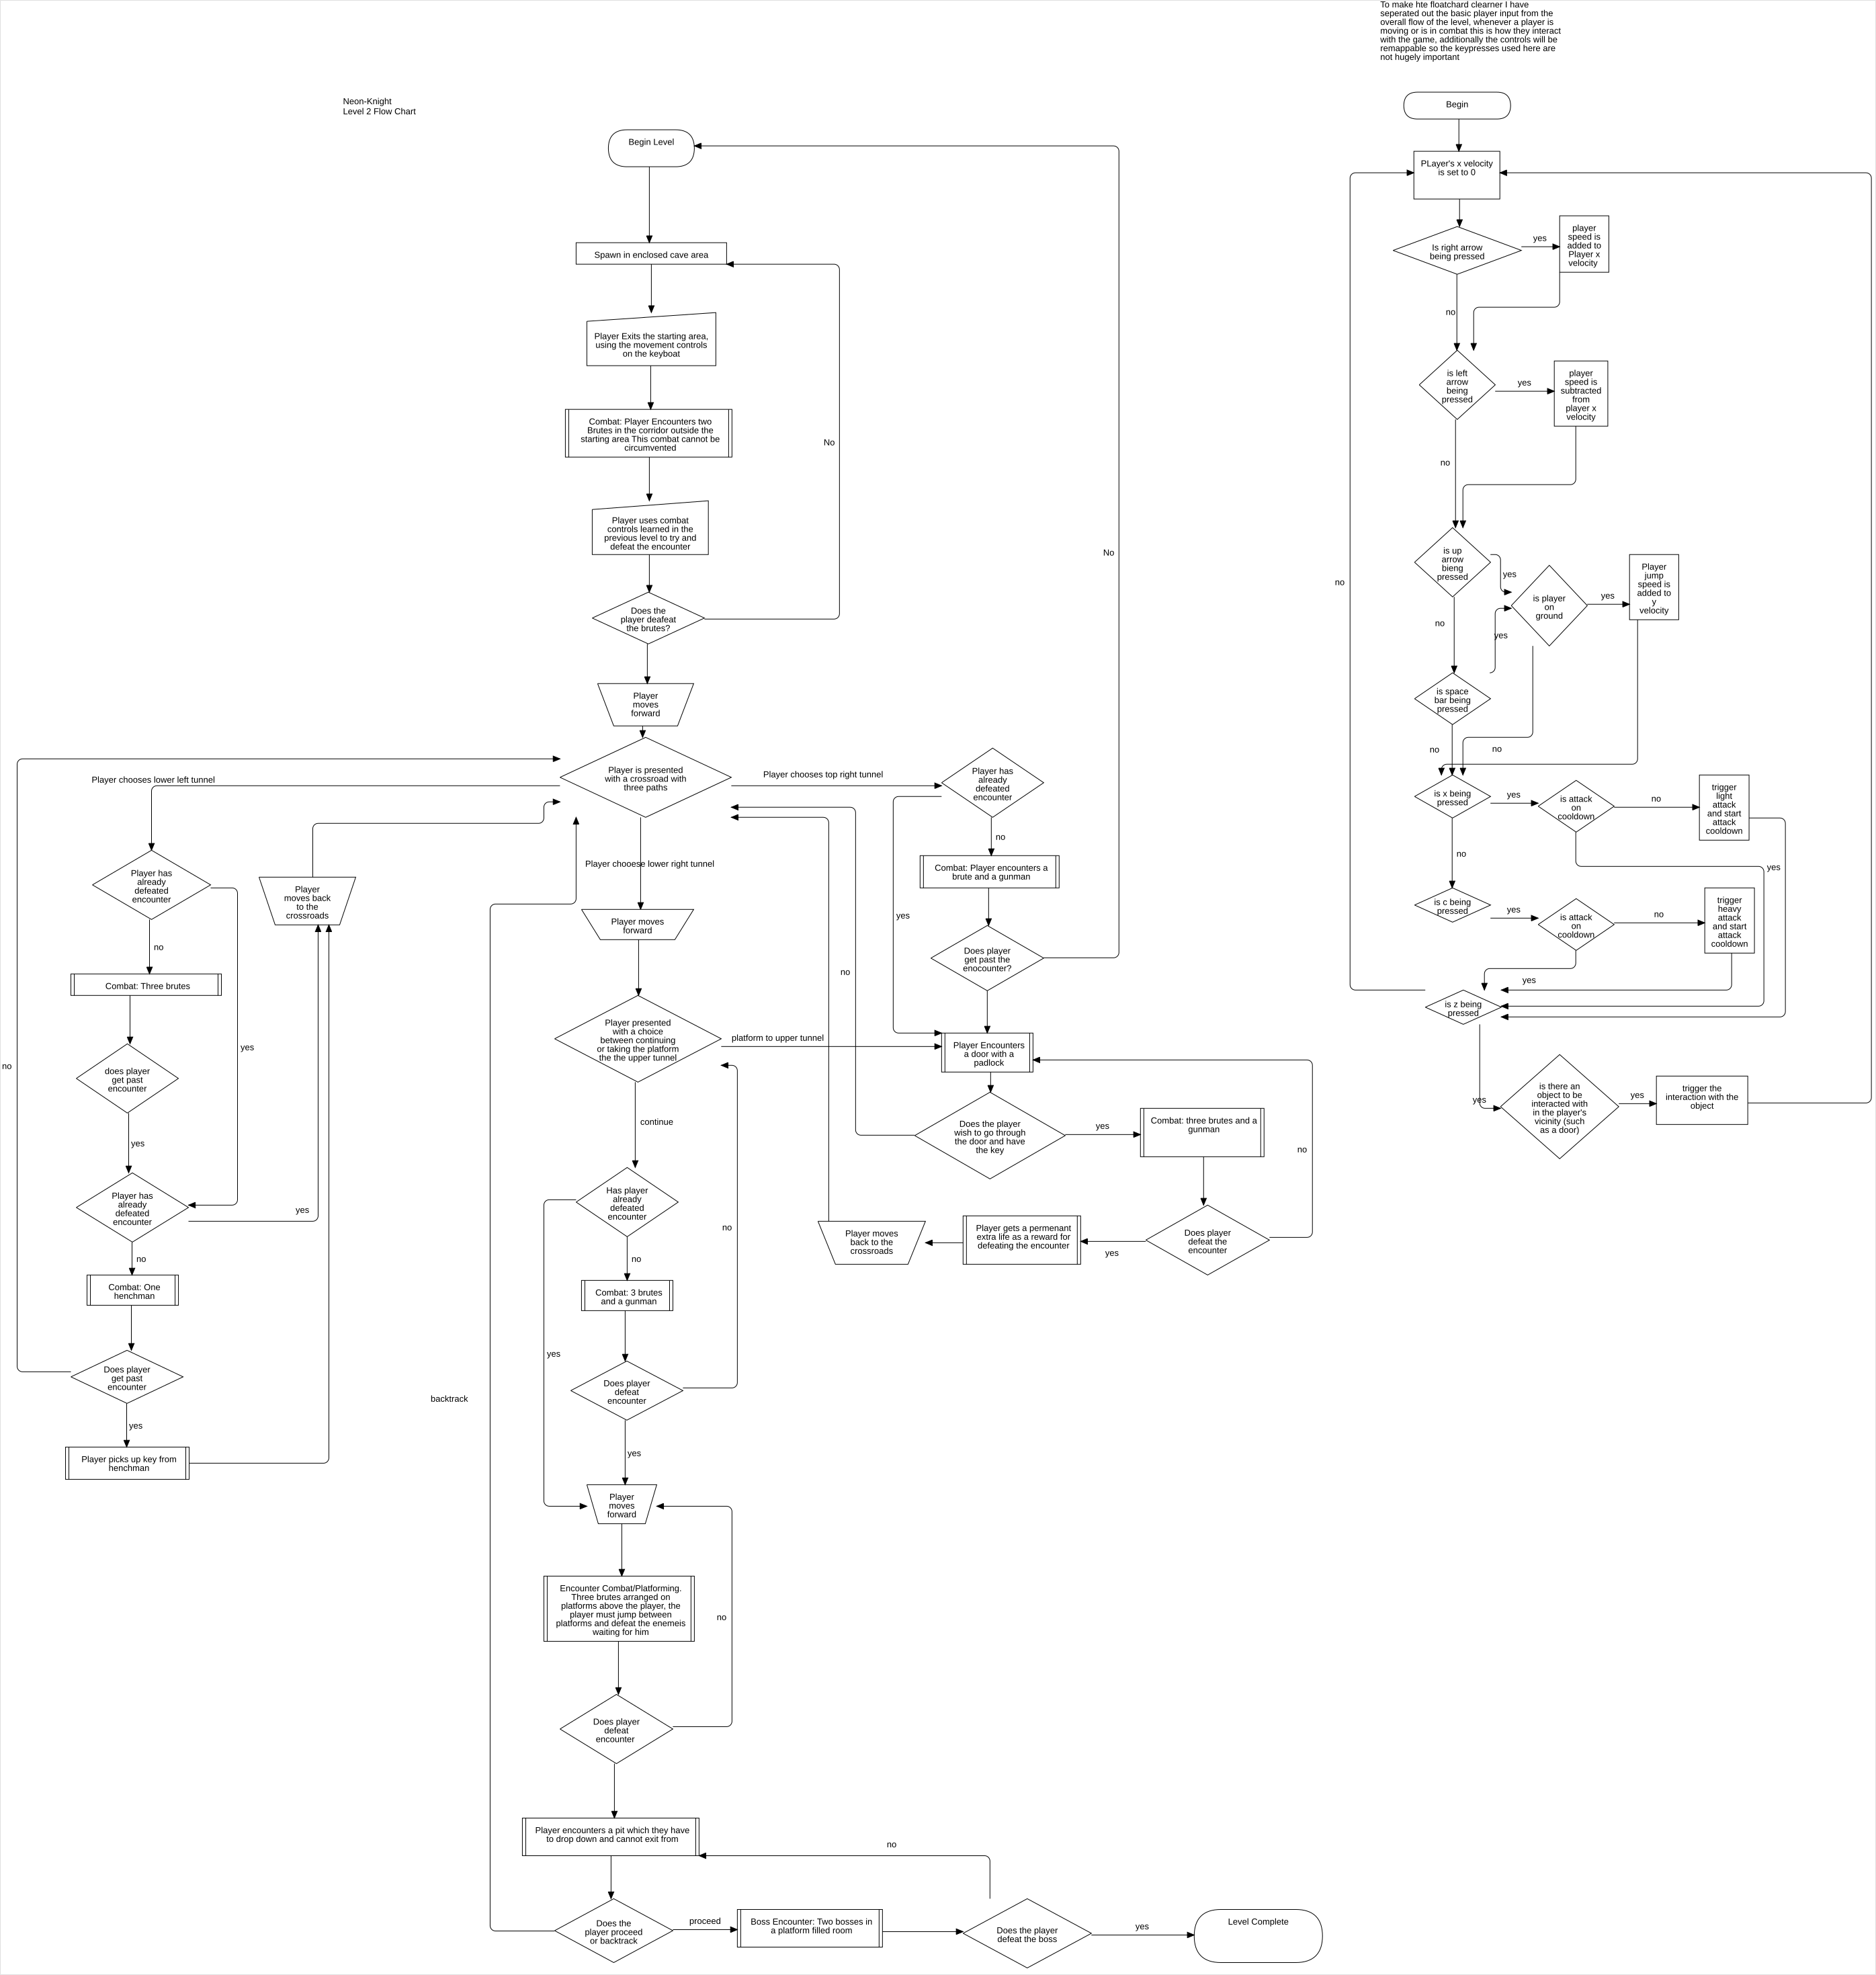 To make hte floatchard clearner I have
seperated out the basic player input from the
overall flow of the level, whenever a player is
moving or is in combat this is how they interact
with the game, additionally the controls will be
remappable so the keypresses used here are
not hugely important
Neon-Knight
Level 2 Flow Chart
Begin Level
Spawn in enclosed cave area
Player Exits the starting area,
using the movement controls
on the keyboat
Combat: Player Encounters two
Brutes in the corridor outside the
starting area This combat cannot be
circumvented
No
Player uses combat
controls learned in the
previous level to try and
defeat the encounter
No
Does the
player deafeat
the brutes?
Player
moves
forward
Player is presented
with a crossroad with
three paths
Player chooses lower left tunnel
Player chooses top right tunnel
Player chooese lower right tunnel
Player has
already
defeated
encounter
no
yes
Combat: Three brutes
does player
get past
encounter
yes
no
Player has
already
defeated
encounter
yes
no
Combat: One
henchman
Does player
get past
encounter
yes
Player picks up key from
henchman
Player
moves back
to the
crossroads
Player moves
forward
Player presented
with a choice
between continuing
or taking the platform
the the upper tunnel
platform to upper tunnel
continue
Has player
already
defeated
encounter
no
no
yes
Combat: 3 brutes
and a gunman
Does player
defeat
encounter
backtrack
yes
Player
moves
forward
Encounter Combat/Platforming.
Three brutes arranged on
platforms above the player, the
player must jump between
platforms and defeat the enemeis
waiting for him
no
Does player
defeat
encounter
Player encounters a pit which they have
to drop down and cannot exit from
no
Does the
player proceed
or backtrack
proceed
Boss Encounter: Two bosses in
a platform filled room
Does the player
defeat the boss
yes
Level Complete
Player has
already
defeated
encounter
no
Combat: Player encounters a
brute and a gunman
yes
Does player
get past the
enocounter?
no
Player Encounters
a door with a
padlock
Does the player
wish to go through
the door and have
the key
yes
Combat: three brutes and a
gunman
no
Does player
defeat the
encounter
yes
Player gets a permenant
extra life as a reward for
defeating the encounter
Player moves
back to the
crossroads
Begin
PLayer's x velocity
is set to 0
Is right arrow
being pressed
yes
player
speed is
added to
Player x
velocity
no
is left
arrow
being
pressed
yes
player
speed is
subtracted
from
player x
velocity
no
is up
arrow
bieng
pressed
yes
is player
on
ground
yes
Player
jump
speed is
added to
y
velocity
no
no
yes
is space
bar being
pressed
no
no
is x being
pressed
yes
is attack
on
cooldown
no
trigger
light
attack
and start
attack
cooldown
no
yes
is c being
pressed
yes
is attack
on
cooldown
no
trigger
heavy
attack
and start
attack
cooldown
yes
is z being
pressed
yes
is there an
object to be
interacted with
in the player's
vicinity (such
as a door)
yes
trigger the
interaction with the
object